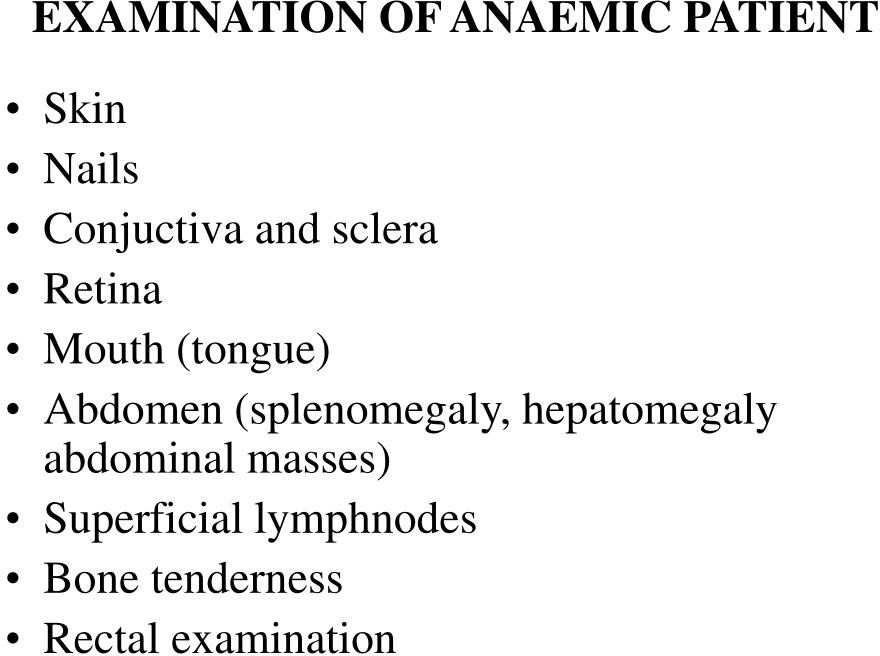 EXAMINATION OF ANAEMIC PATIENT
• Skin
• Nails
• Conjuctiva and sclera
• Retina
• Mouth (tongue)
• Abdomen (splenomegaly, hepatomegaly
abdominal masses)
• Superficial lymphnodes
• Bone tenderness
• Rectal examination